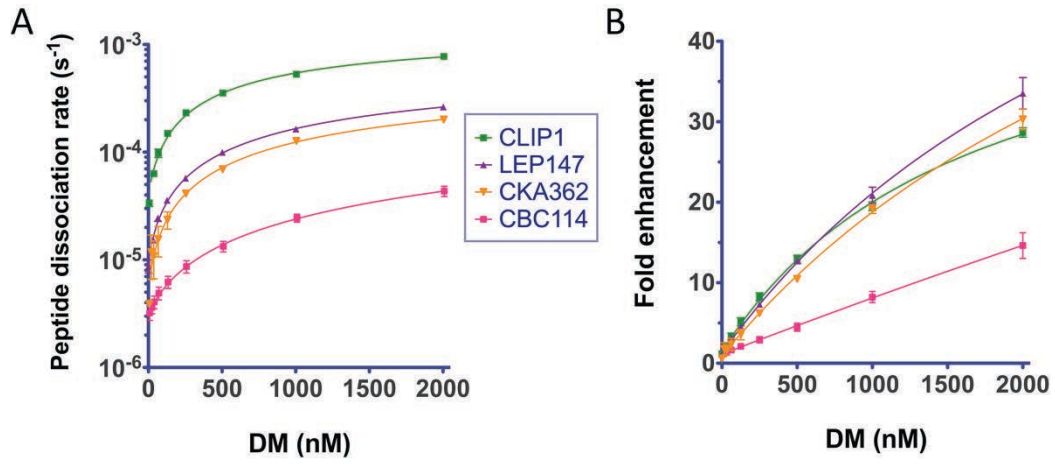 A
Peptide dissociation rate (s⁻¹)
10⁻³
10⁻⁴
10⁻⁵
10⁻⁶
0 500 1000 1500 2000
DM (nM)
CLIP1
LEP147
CKA362
CBC114
B
Fold enhancement
40
30
20
10
0
0 500 1000 1500 2000
DM (nM)